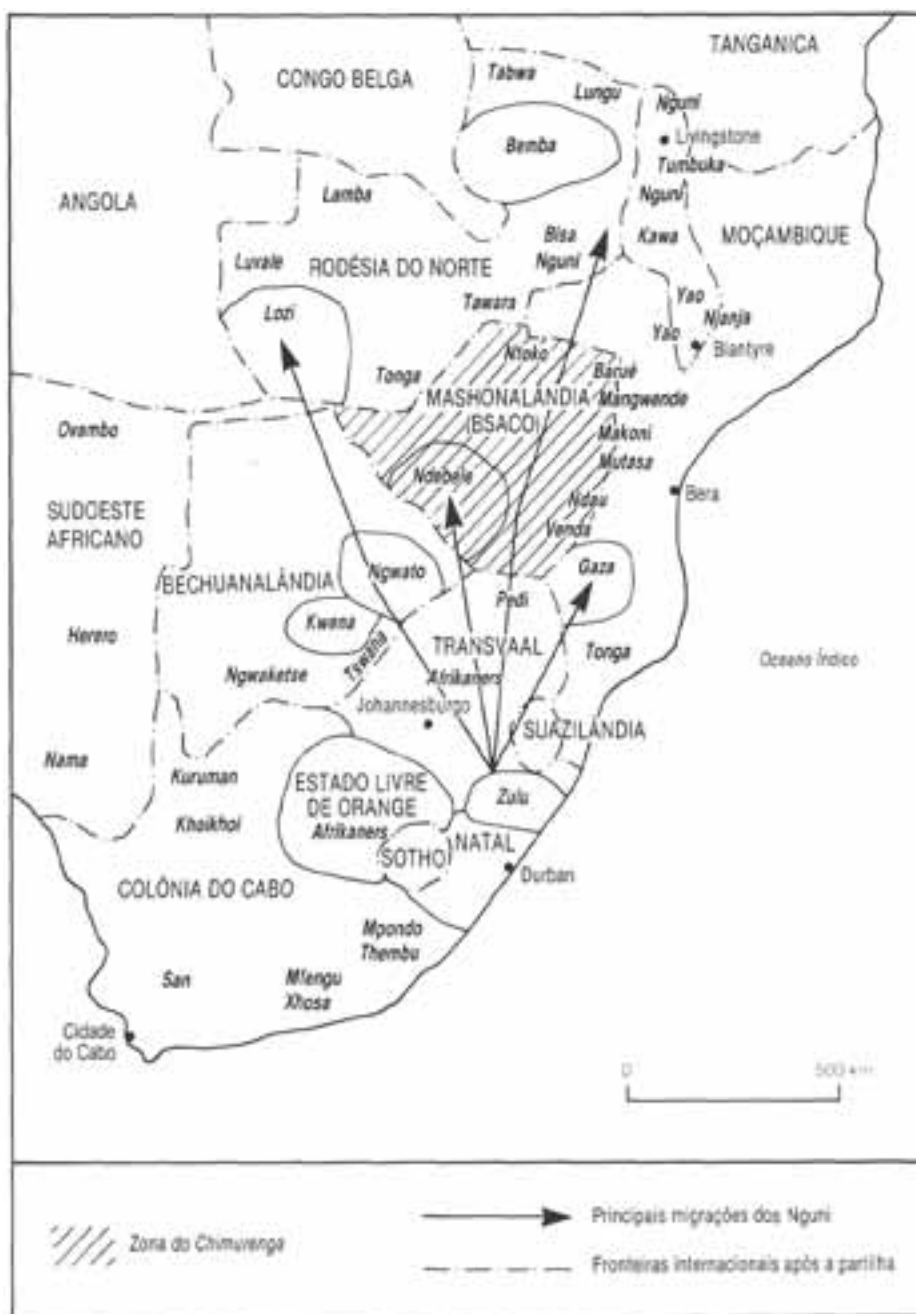 TANGANICA
CONGO BELGA
Tabwa
Lungu
Nguni
Livingstone
Bemba
Tumbuka
ANGOLA
Lamba
Nguni
Kawa
MOÇAMBIQUE
Bisa
Nguni
Luvale
RODÉSIA DO NORTE
Yao
Njanja
Lozi
Tawara
Yao
Blantyre
Ntoko
Tonga
Barué
MASHONALANDIA
(BSACO)
Mangwende
Ovambo
Makoni
Mutasa
Ndebele
Bera
SUDOESTE
AFRICANO
Ndau
Venda
Ngwato
Gaza
BECHUANALÂNDIA
Pedi
Kwena
Herero
Tswana
TRANSVAAL
Tonga
Oceano Índico
Ngwaketse
Afrikaners
Johannesburgo
SUAZILÂNDIA
Nama
Kuruman
ESTADO LIVRE
DE ORANGE
Zulu
Khoikhoi
Afrikaners
NATAL
SOTHO
Durban
COLÔNIA DO CABO
Mpondo
Thembu
San
Mlengu
Xhosa
Cidade
do Cabo
0 500 km
Zona do Chimurenga
Principais migrações dos Nguni
Fronteiras internacionais após a partilha